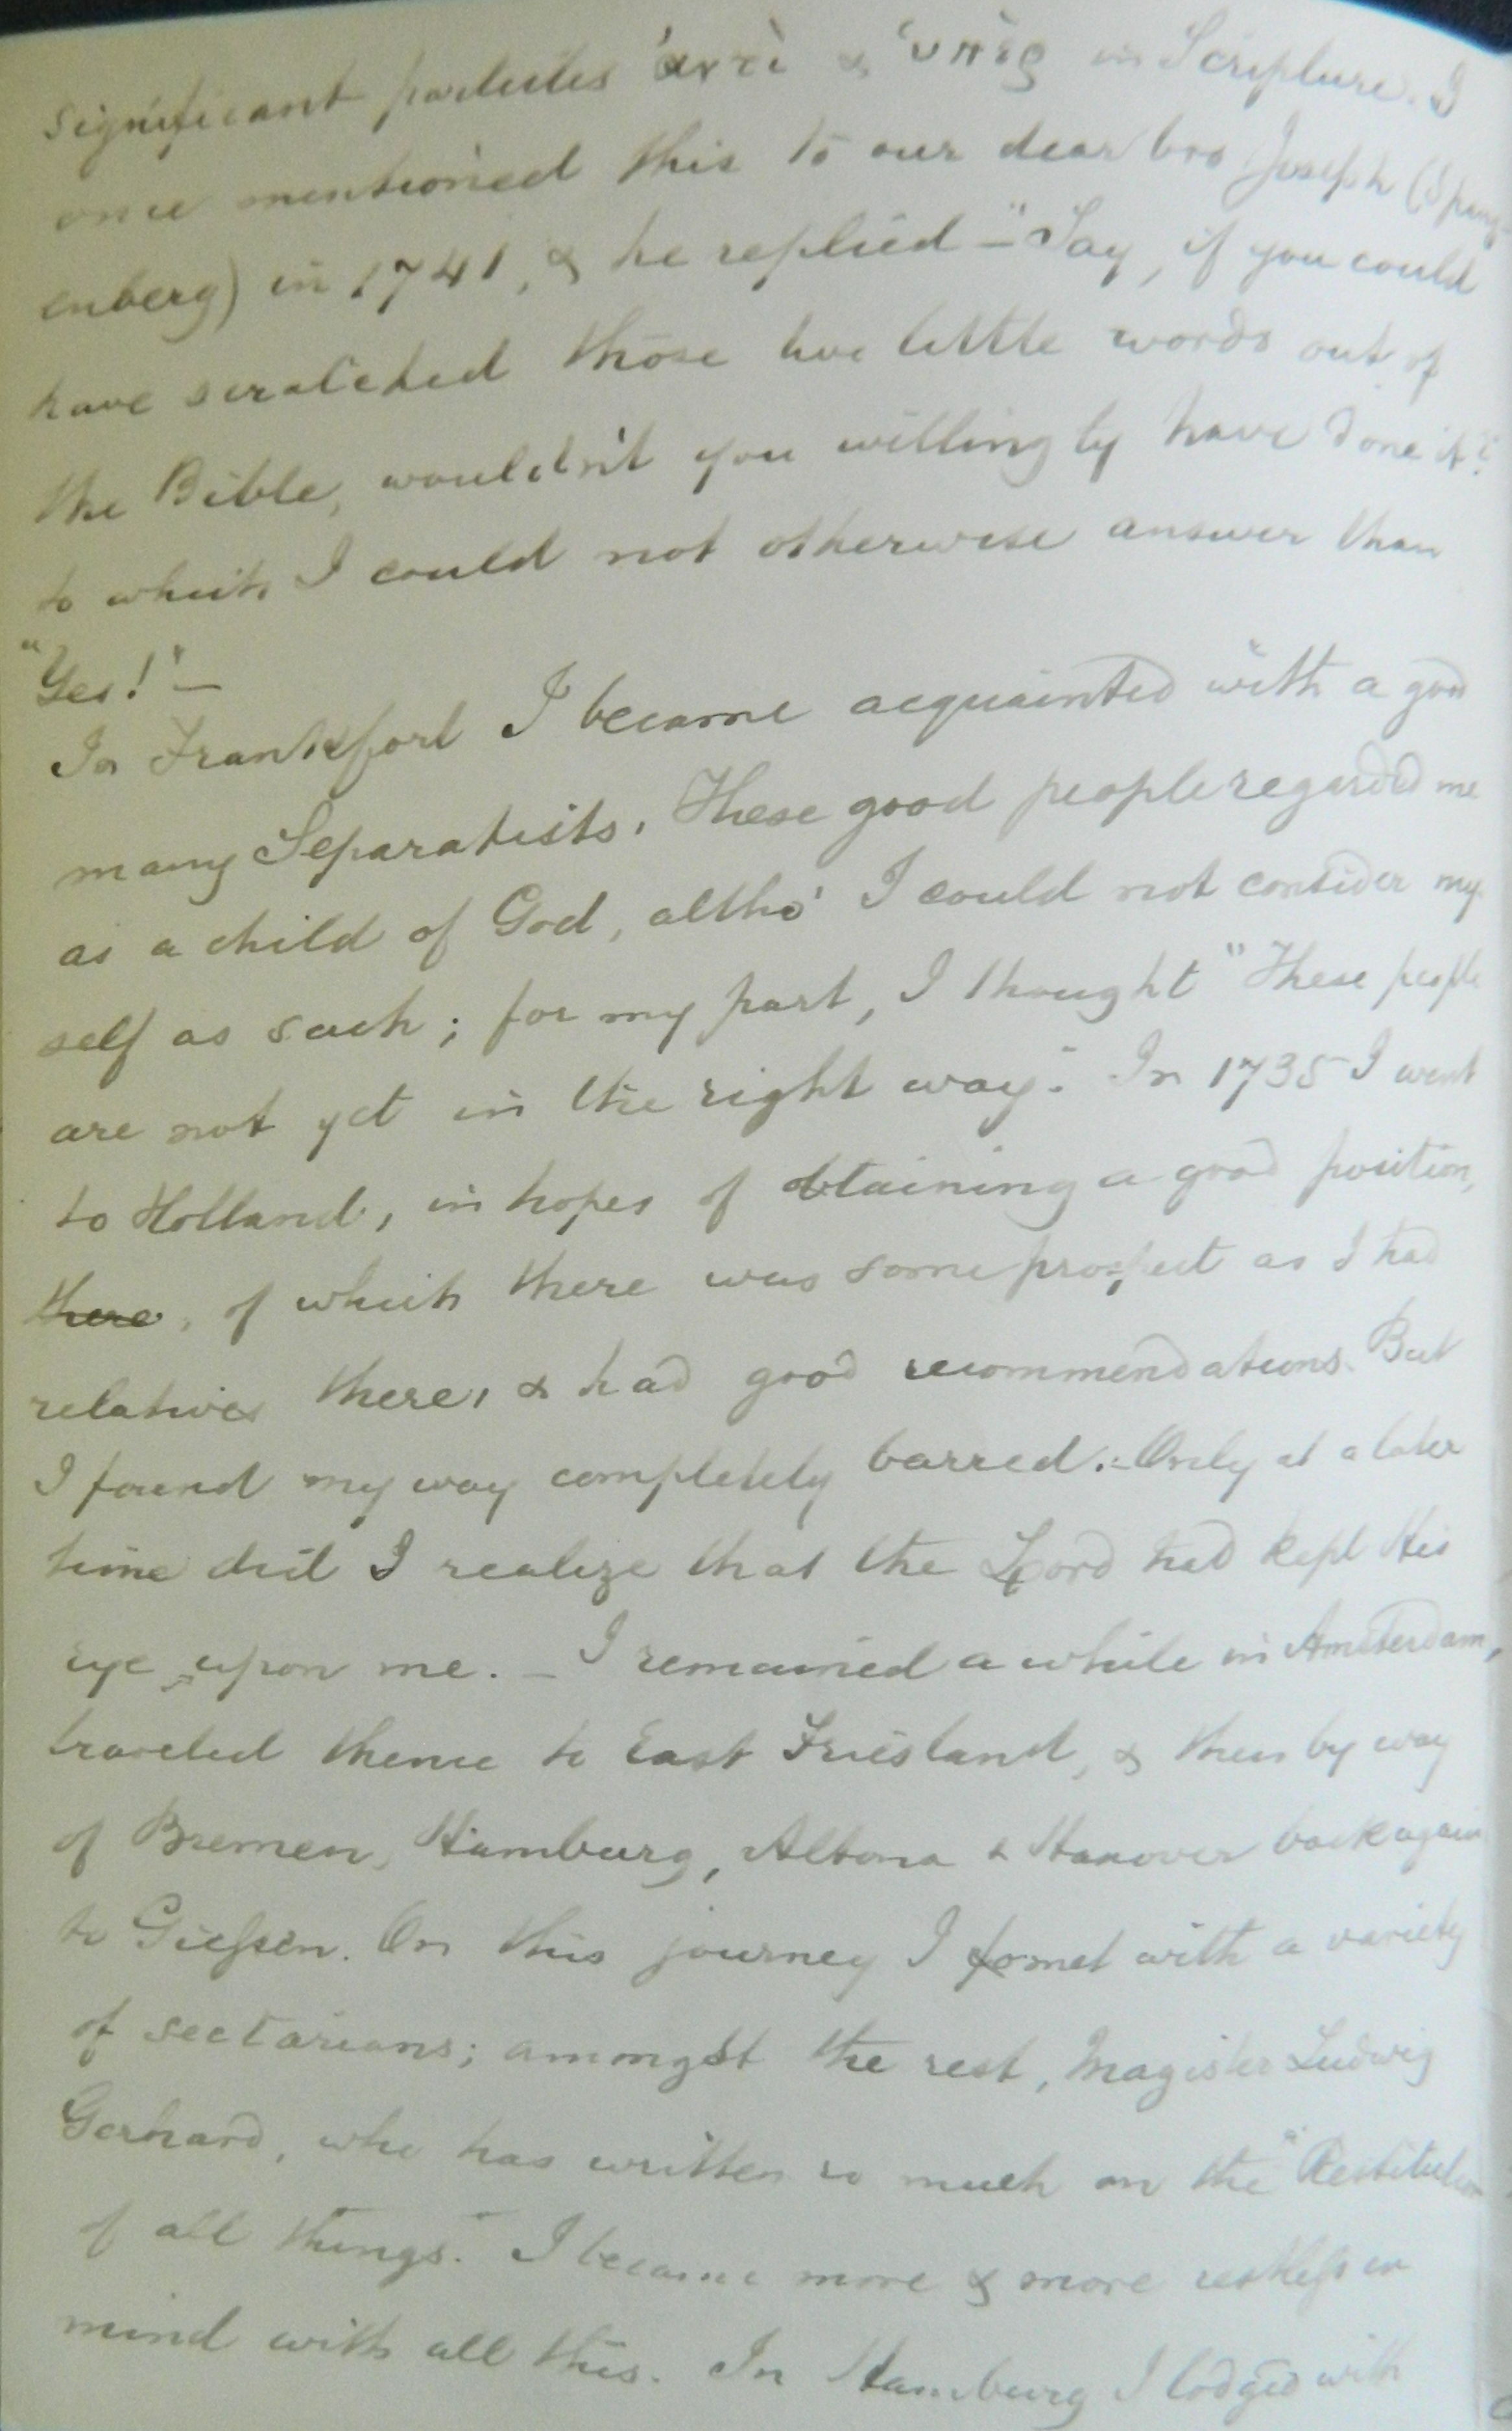 significant particles ἀντὶ & ὑπὲρ in Scripture. I
once mentioned this to our dear bro Joseph (Spang-
enberg) in 1741, & he replied – "Say, if you could
have scratched those two little words out of
the Bible, wouldn't you willingly have done it?"
to which I could not otherwise answer than
"Yes!" –
In Frankfort I became acquainted with a good
many Separatists. These good people regarded me
as a child of God, altho' I could not consider my-
self as such; for my part, I thought "These people
are not yet in the right way." In 1735 I went
to Holland, in hopes of obtaining a good position,
there, of which there was some prospect as I had
relatives there, & had good recommendations. But
I found my way completely barred. – Only at a later
time did I realize that the Lord had kept His
eye upon me. – I remained a while in Amsterdam,
traveled thence to East Friesland, & then by way
of Bremen, Hamburg, Altona & Hanover back again
to Gießen. On this journey I met with a variety
of sectarians; amongst the rest, Magister Ludwig
Gerhard, who has written so much on the "Restitution
of all things." I became more & more restless in
mind with all this. In Hamburg I lodged with